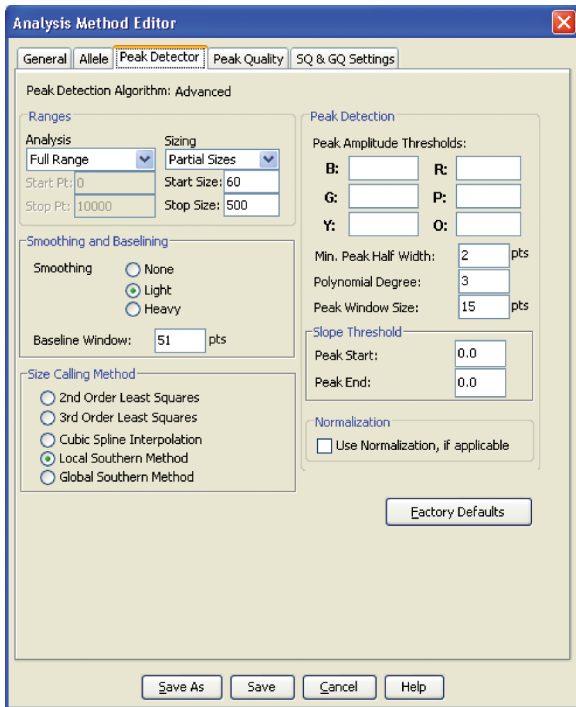 Analysis Method Editor
General Allele Peak Detector Peak Quality SQ & GQ Settings
Peak Detection Algorithm: Advanced
Ranges
Analysis
Full Range
Start Pt: 0
Stop Pt: 10000
Sizing
Partial Sizes
Start Size: 60
Stop Size: 500
Smoothing and Baselining
Smoothing
None
Light
Heavy
Baseline Window: 51 pts
Size Calling Method
2nd Order Least Squares
3rd Order Least Squares
Cubic Spline Interpolation
Local Southern Method
Global Southern Method
Peak Detection
Peak Amplitude Thresholds:
B: R:
G: P:
Y: O:
Min. Peak Half Width: 2 pts
Polynomial Degree: 3
Peak Window Size: 15 pts
Slope Threshold
Peak Start: 0.0
Peak End: 0.0
Normalization
Use Normalization, if applicable
Factory Defaults
Save As Save Cancel Help